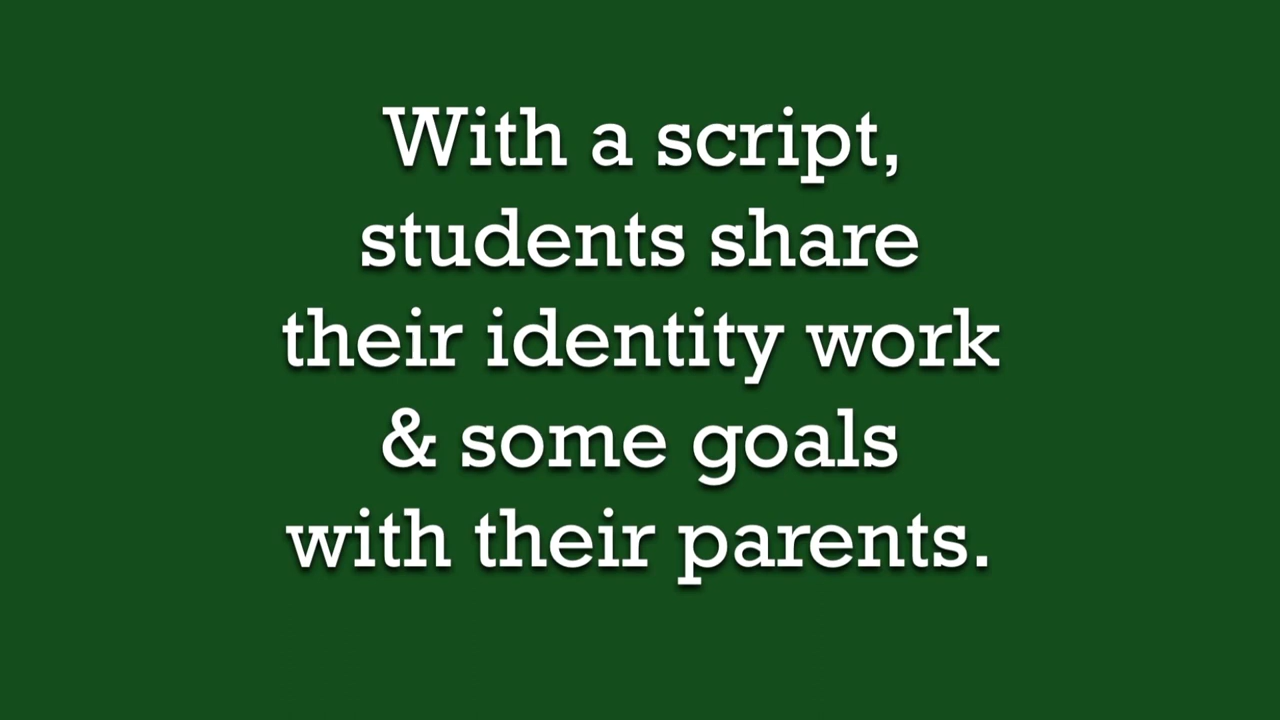 With a script,
students share
their identity work
& some goals
with their parents.